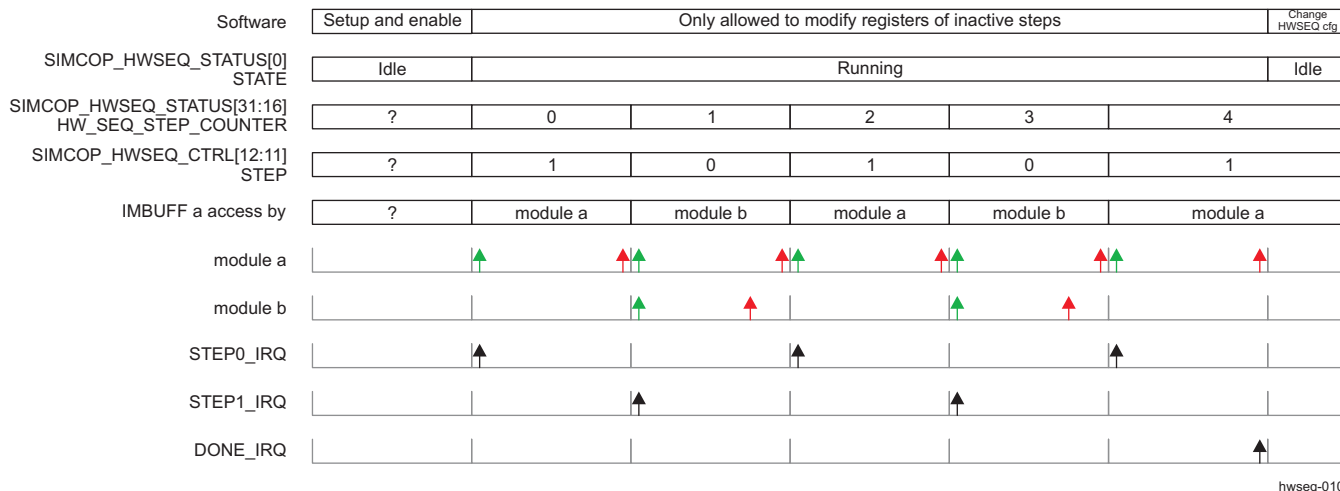 Software Setup and enable Only allowed to modify registers of inactive steps Change
HWSEQ cfg
SIMCOP_HWSEQ_STATUS[0]
STATE Idle Running Idle
SIMCOP_HWSEQ_STATUS[31:16]
HW_SEQ_STEP_COUNTER ? 0 1 2 3 4
SIMCOP_HWSEQ_CTRL[12:11]
STEP ? 1 0 1 0 1
IMBUFF a access by ? module a module b module a module b module a
module a
module b
STEP0_IRQ
STEP1_IRQ
DONE_IRQ
hwseq-010